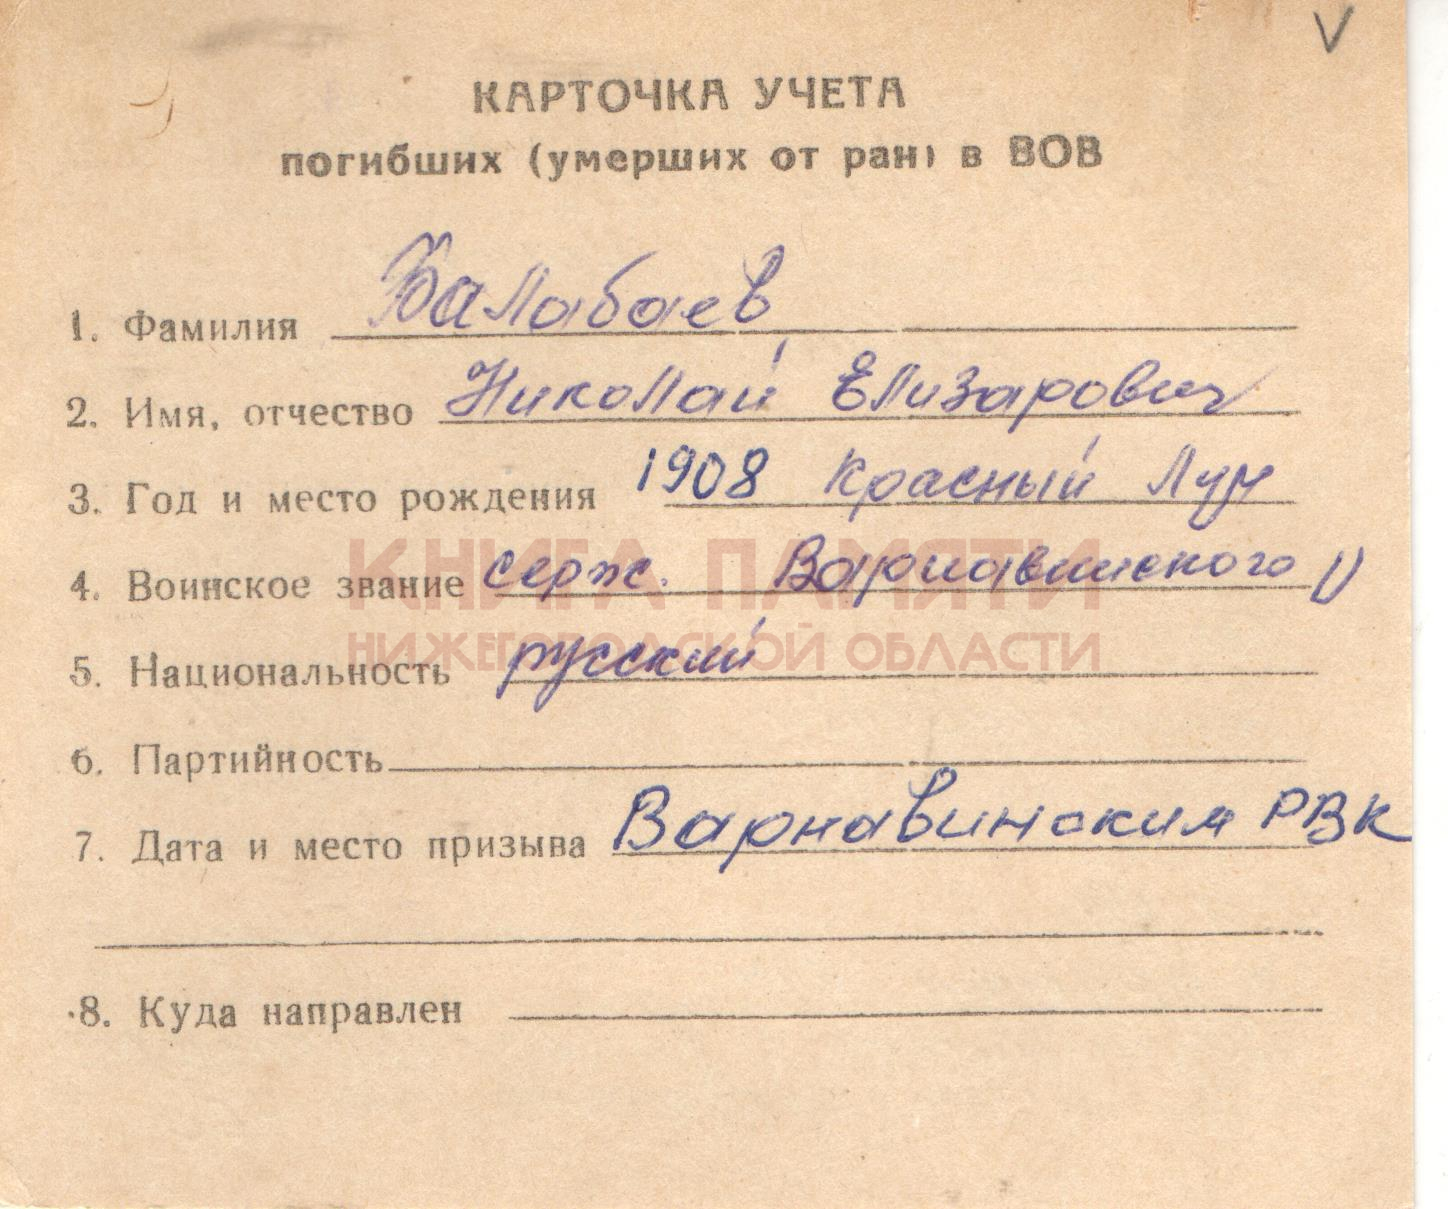 V
КАРТОЧКА УЧЕТА
погибших (умерших от ран) в ВОВ
1. Фамилия Балабаев
2. Имя, отчество Николай Елизарович
3. Год и место рождения 1908 Красный Луч
4. Воинское звание серж. Варнавинского
КНИГА ПАМЯТИ
НИЖЕГОРОДСКОЙ ОБЛАСТИ
5. Национальность русский
6. Партийность
7. Дата и место призыва Варнавинским РВК
8. Куда направлен